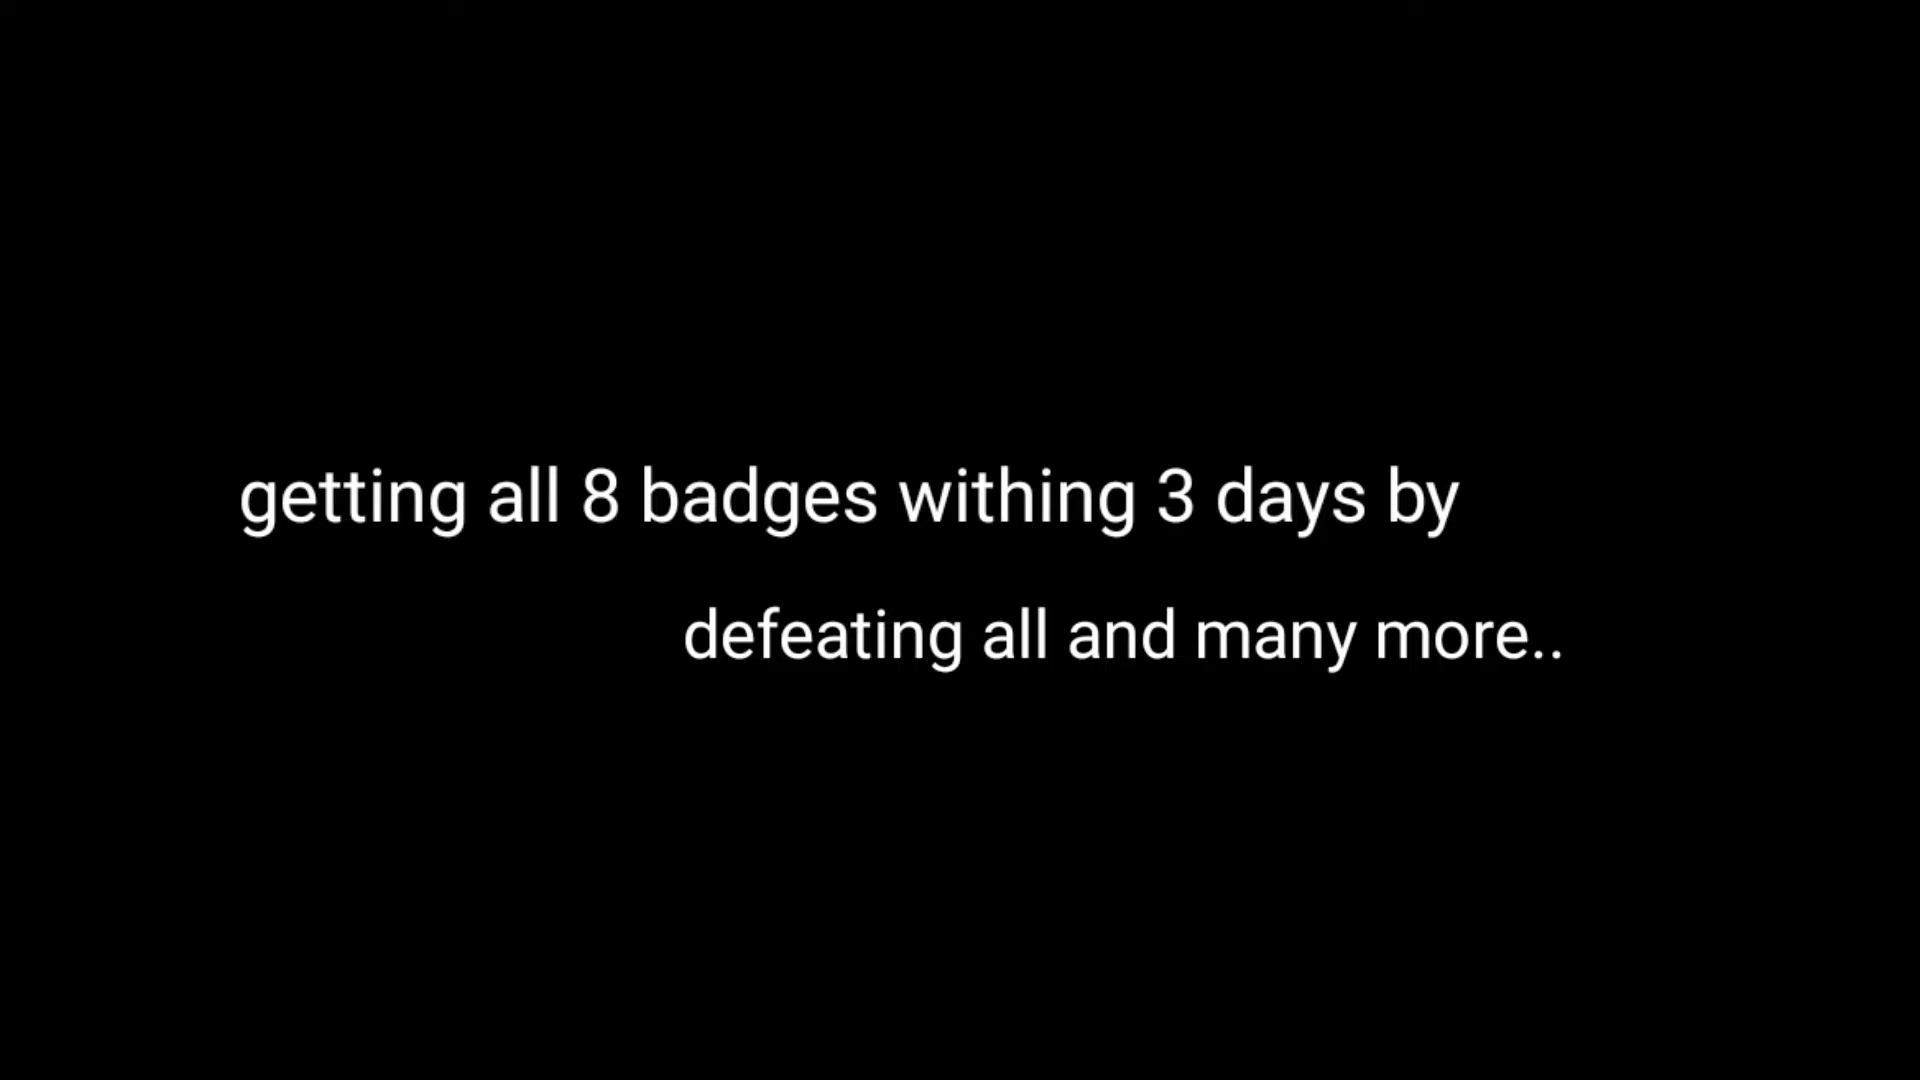 getting all 8 badges withing 3 days by
defeating all and many more..